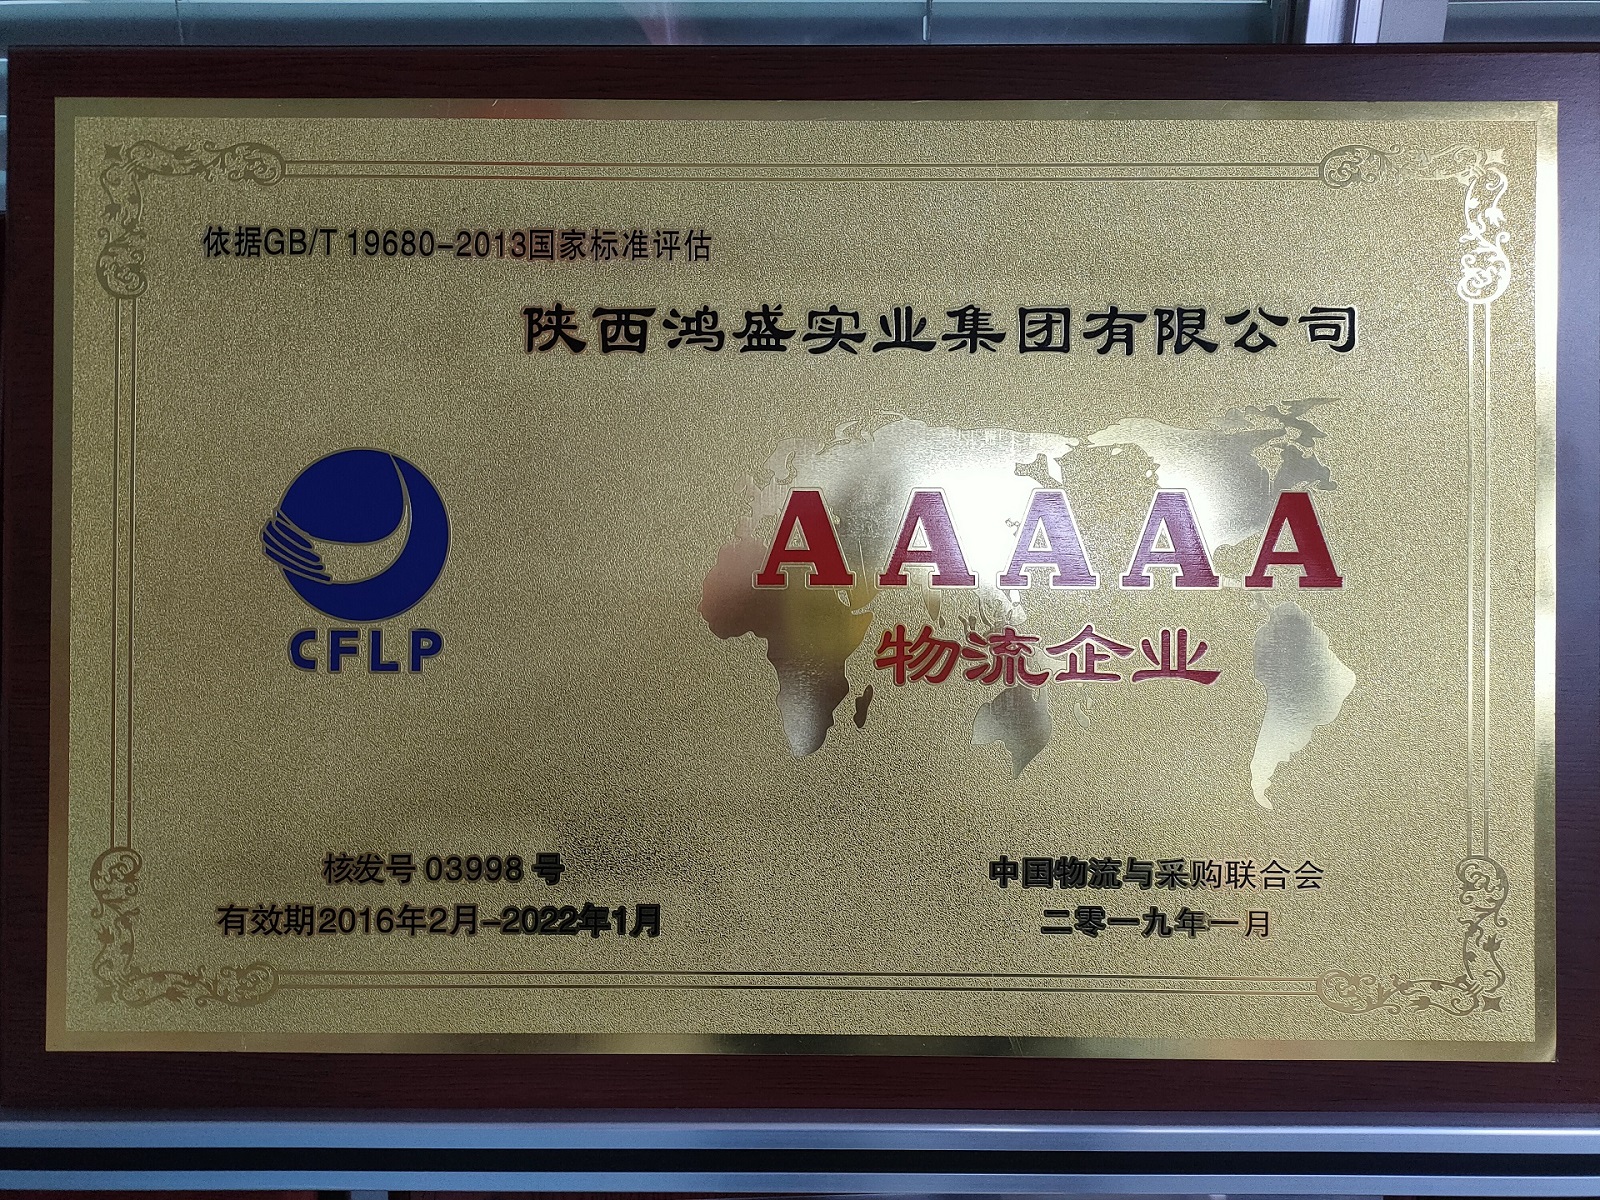 依据GB/T 19680-2013国家标准评估
陕西鸿盛实业集团有限公司
AAAAA
物流企业
CFLP
核发号 03998 号
有效期2016年2月-2022年1月
中国物流与采购联合会
二零一九年一月